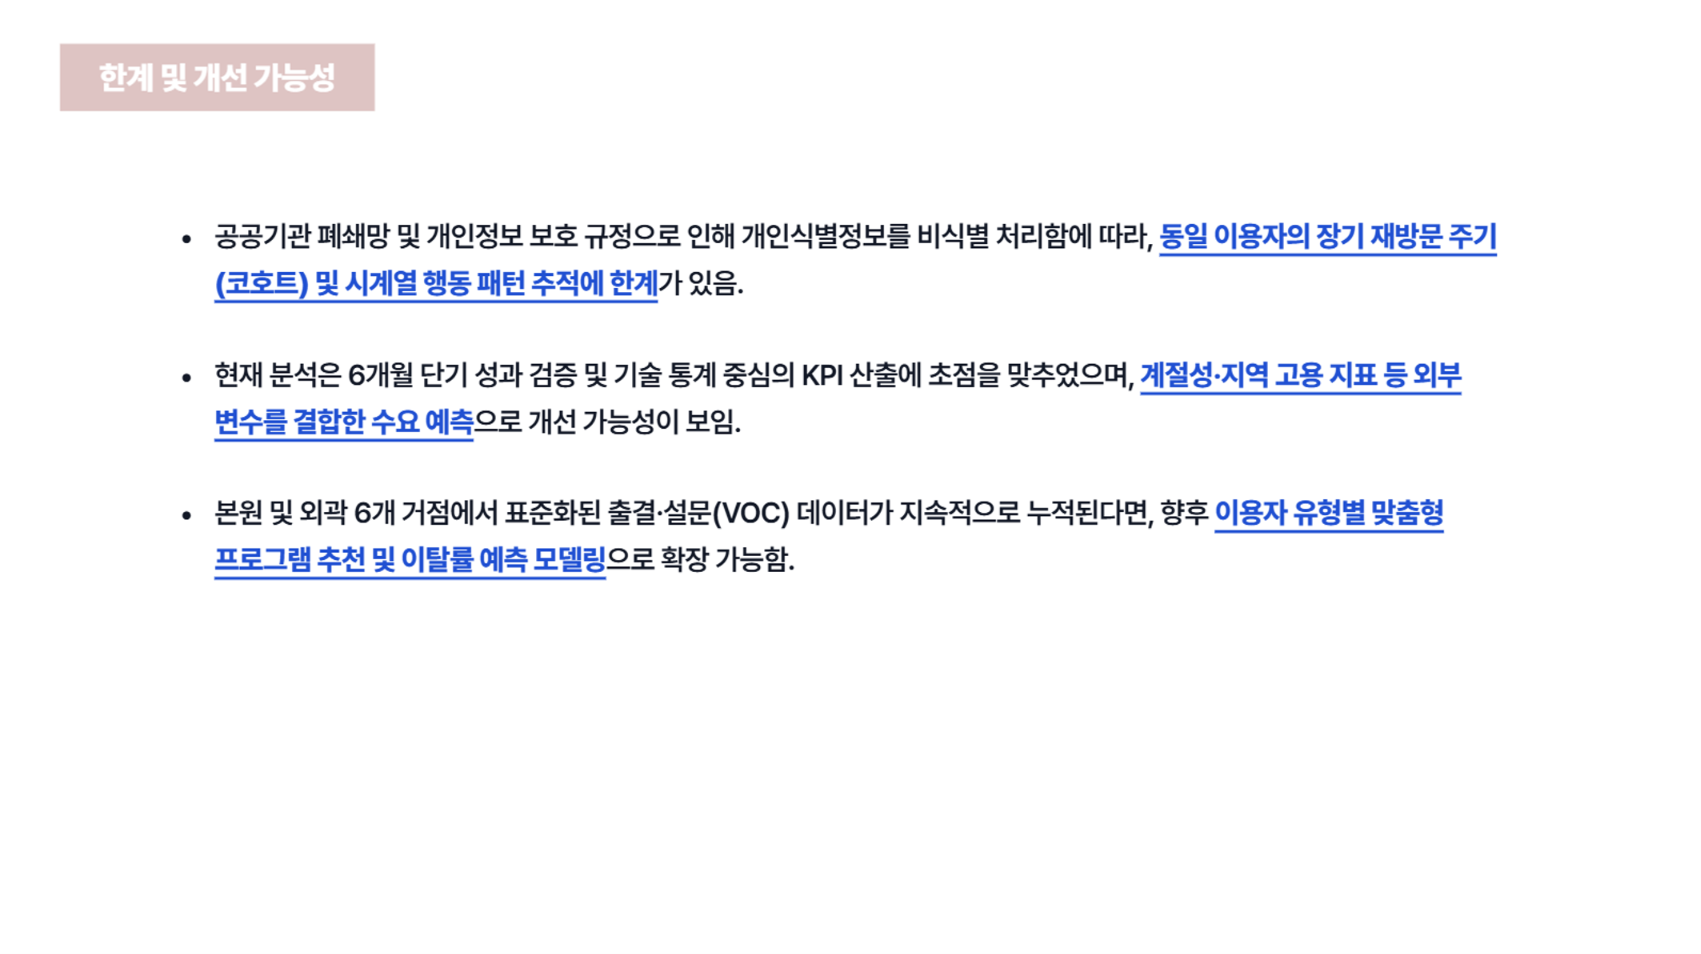 한계 및 개선 가능성
• 공공기관 폐쇄망 및 개인정보 보호 규정으로 인해 개인식별정보를 비식별 처리함에 따라, 동일 이용자의 장기 재방문 주기
(코호트) 및 시계열 행동 패턴 추적에 한계가 있음.
• 현재 분석은 6개월 단기 성과 검증 및 기술 통계 중심의 KPI 산출에 초점을 맞추었으며, 계절성·지역 고용 지표 등 외부
변수를 결합한 수요 예측으로 개선 가능성이 보임.
• 본원 및 외곽 6개 거점에서 표준화된 출결·설문(VOC) 데이터가 지속적으로 누적된다면, 향후 이용자 유형별 맞춤형
프로그램 추천 및 이탈률 예측 모델링으로 확장 가능함.